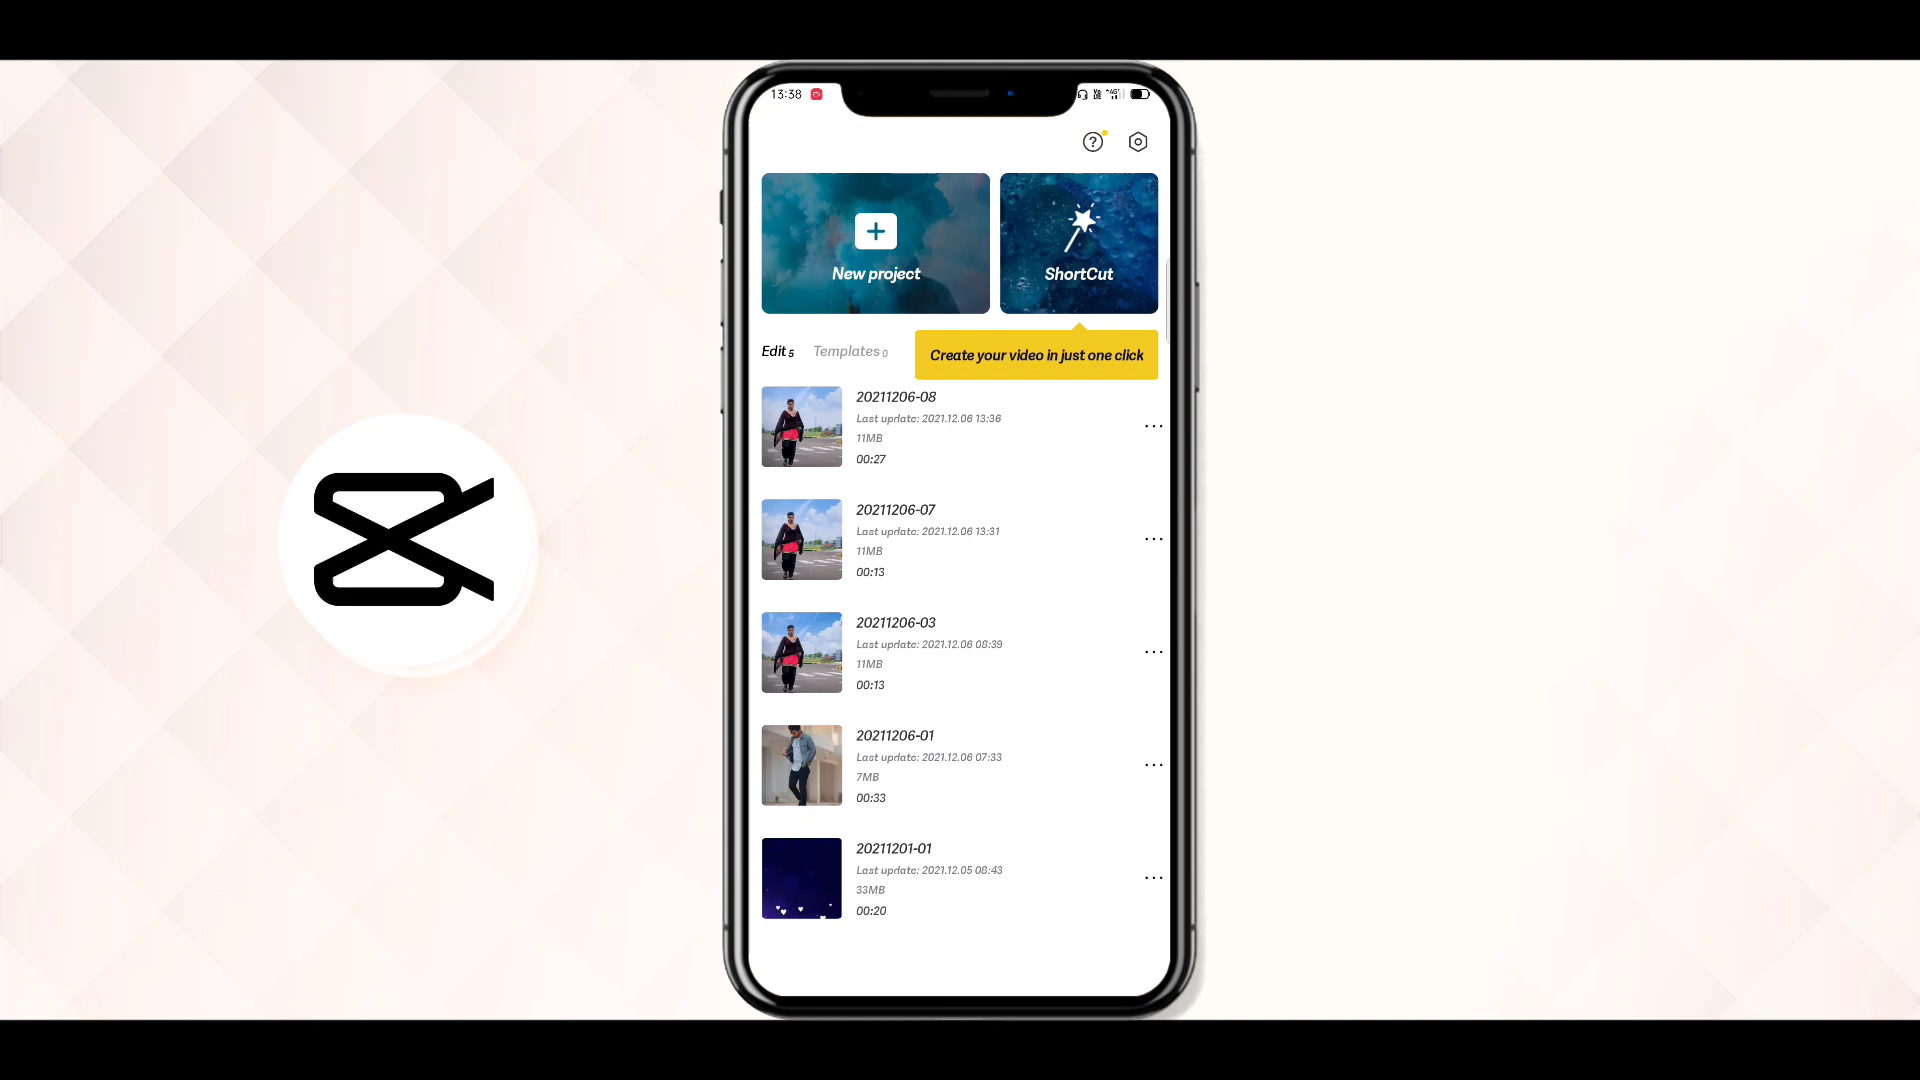 13:38
New project
ShortCut
Edit 5
Templates 0
Create your video in just one click
20211206-08
Last update: 2021.12.06 13:36
11MB
00:27
20211206-07
Last update: 2021.12.06 13:31
11MB
00:13
20211206-03
Last update: 2021.12.06 08:39
11MB
00:13
20211206-01
Last update: 2021.12.06 07:33
7MB
00:33
20211201-01
Last update: 2021.12.05 08:43
33MB
00:20